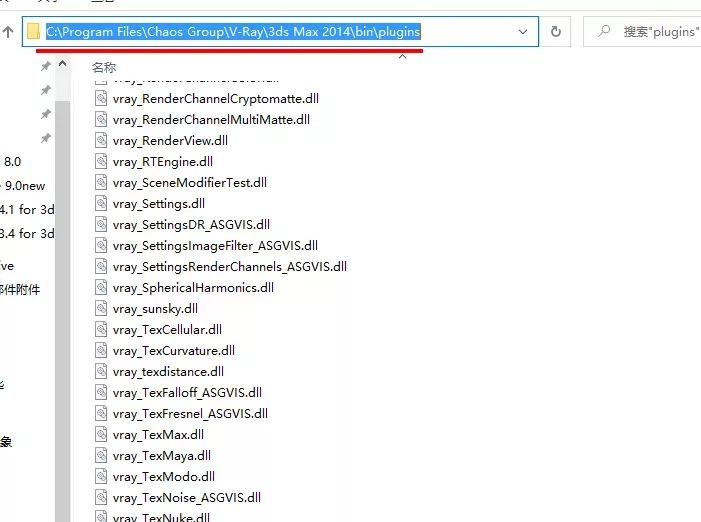 C:\Program Files\Chaos Group\V-Ray\3ds Max 2014\bin\plugins
搜索"plugins"
名称
vray_RenderChannelCryptomatte.dll
vray_RenderChannelMultiMatte.dll
vray_RenderView.dll
8.0
vray_RTEngine.dll
9.0new
vray_SceneModifierTest.dll
4.1 for 3d
vray_Settings.dll
3.4 for 3d
vray_SettingsDR_ASGVIS.dll
vray_SettingsImageFilter_ASGVIS.dll
ive
vray_SettingsRenderChannels_ASGVIS.dll
部件附件
vray_SphericalHarmonics.dll
vray_sunsky.dll
vray_TexCellular.dll
vray_TexCurvature.dll
vray_texdistance.dll
vray_TexFalloff_ASGVIS.dll
vray_TexFresnel_ASGVIS.dll
vray_TexMax.dll
象
vray_TexMaya.dll
vray_TexModo.dll
vray_TexNoise_ASGVIS.dll
vray_TexNuke.dll